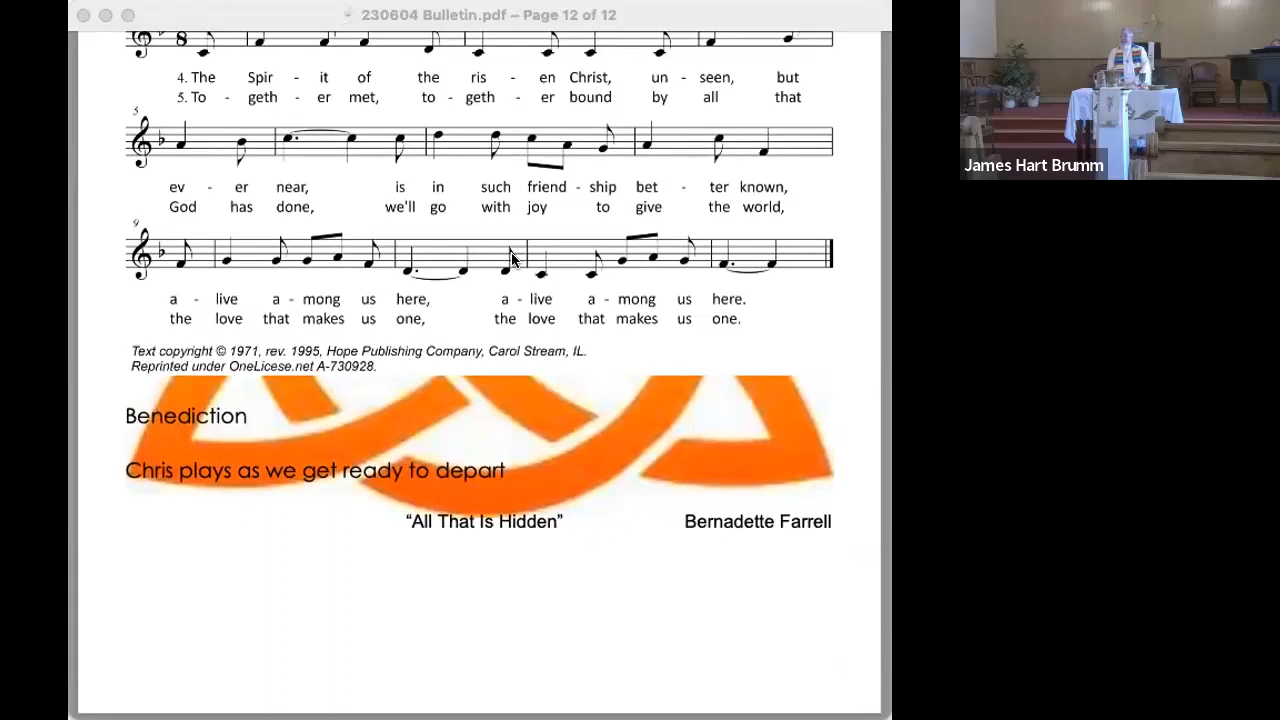 230604 Bulletin.pdf – Page 12 of 12
8
4. The Spir - it of the ris - en Christ, un - seen, but
5. To - geth - er met, to - geth - er bound by all that
5
ev - er near, is in such friend - ship bet - ter known,
God has done, we'll go with joy to give the world,
9
a - live a - mong us here, a - live a - mong us here.
the love that makes us one, the love that makes us one.
Text copyright © 1971, rev. 1995, Hope Publishing Company, Carol Stream, IL.
Reprinted under OneLicese.net A-730928.
Benediction
Chris plays as we get ready to depart
“All That Is Hidden” Bernadette Farrell
James Hart Brumm